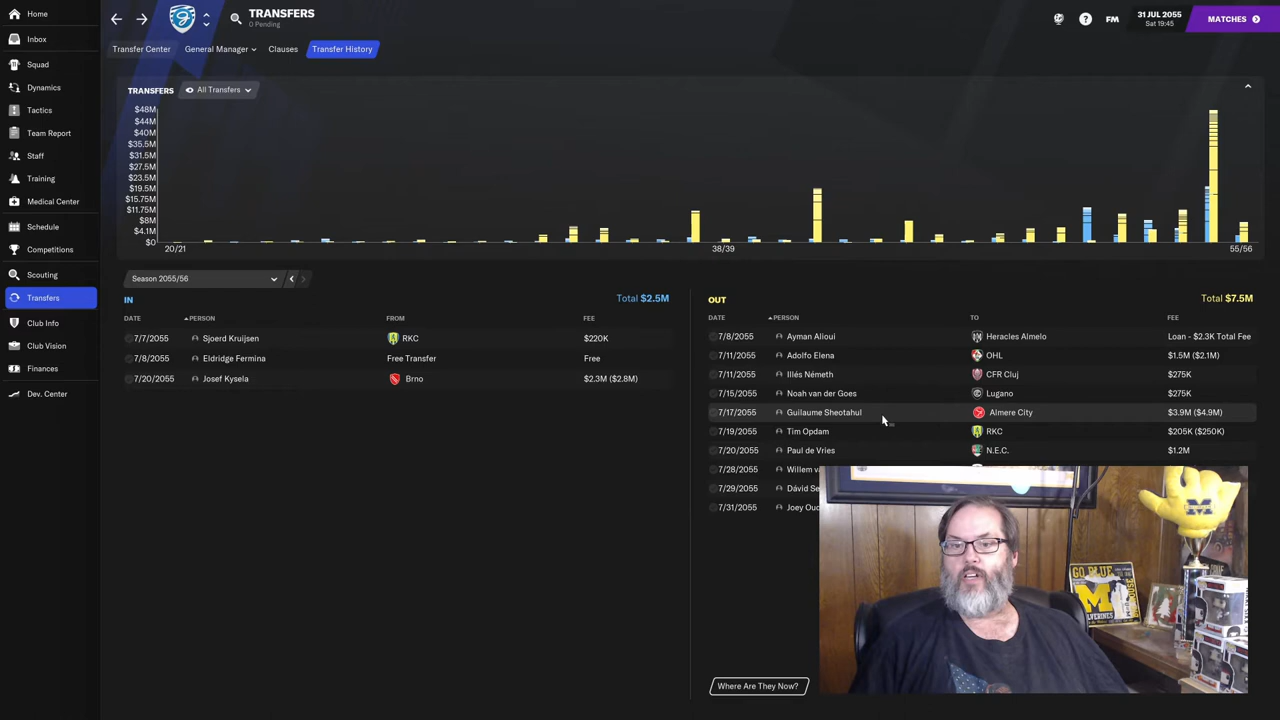 Home
TRANSFERS
0 Pending
FM
31 JUL 2055
Sat 19:45
MATCHES
Inbox
Transfer Center
General Manager
Clauses
Transfer History
Squad
Dynamics
Tactics
Team Report
Staff
Training
Medical Center
Schedule
Competitions
Scouting
Transfers
Club Info
Club Vision
Finances
Dev. Center
TRANSFERS
All Transfers
$48M
$44M
$40M
$35.5M
$31.5M
$27.5M
$23.5M
$19.5M
$15.75M
$11.75M
$8M
$4.1M
$0
20/21
38/39
55/56
Season 2055/56
IN
Total $2.5M
DATE PERSON FROM FEE
7/7/2055 Sjoerd Kruijsen RKC $220K
7/8/2055 Eldridge Fermina Free Transfer Free
7/20/2055 Josef Kysela Brno $2.3M ($2.8M)
OUT
Total $7.5M
DATE PERSON TO FEE
7/8/2055 Ayman Alioui Heracles Almelo Loan - $2.3K Total Fee
7/11/2055 Adolfo Elena OHL $1.5M ($2.1M)
7/11/2055 Illés Németh CFR Cluj $275K
7/15/2055 Noah van der Goes Lugano $275K
7/17/2055 Guilaume Sheotahul Almere City $3.9M ($4.9M)
7/19/2055 Tim Opdam RKC $205K ($250K)
7/20/2055 Paul de Vries N.E.C. $1.2M
7/28/2055 Willem
7/29/2055 Dávid
7/31/2055 Joey
Where Are They Now?
GO BLUE
M
WOLVERINES
M